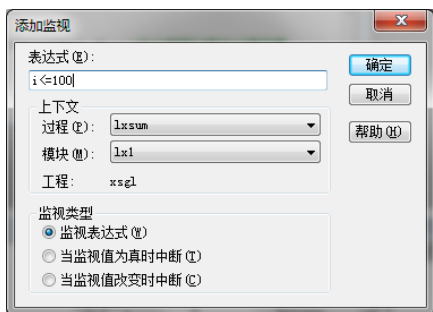 添加监视
表达式(E):
i<=100
确定
取消
帮助(H)
上下文
过程(P): lxsum
模块(M): lx1
工程: xsgl
监视类型
监视表达式(W)
当监视值为真时中断(T)
当监视值改变时中断(C)